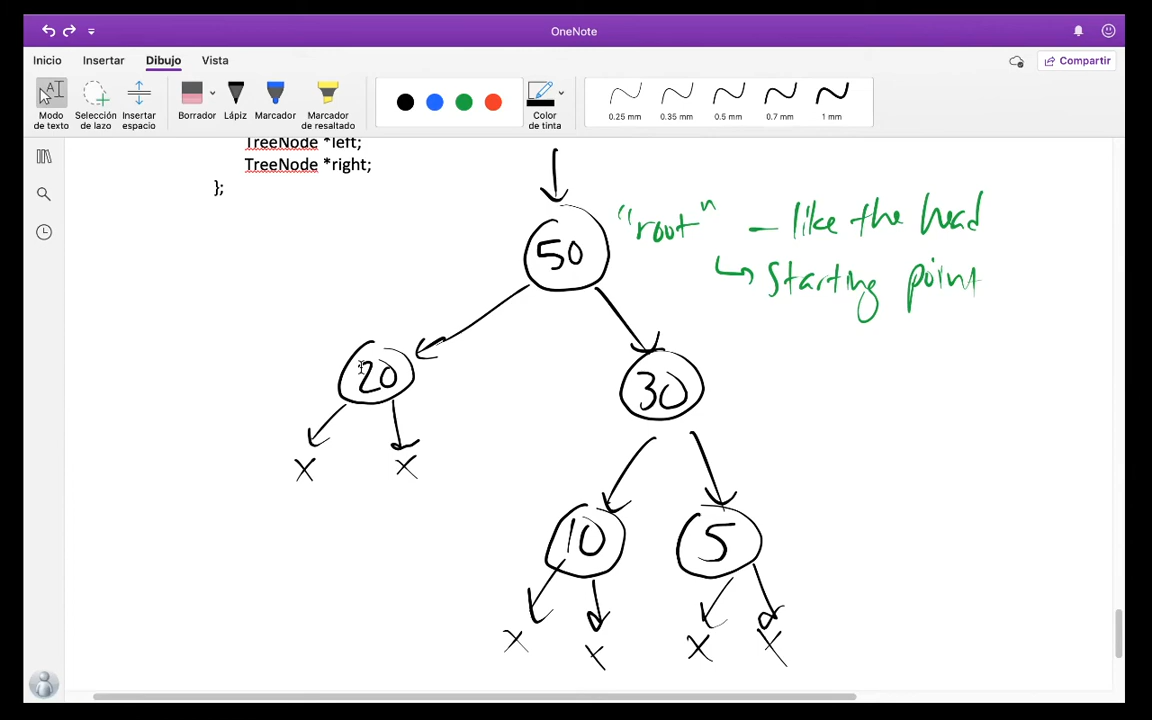 OneNote
Inicio Insertar Dibujo Vista
Compartir
Modo de texto
Selección de lazo
Insertar espacio
Borrador
Lápiz
Marcador
Marcador de resaltado
Color de tinta
0.25 mm 0.35 mm 0.5 mm 0.7 mm 1 mm
TreeNode *left;
TreeNode *right;
};
"root" - like the head
↳ Starting point
50
20 30
X X
10 5
X X X X